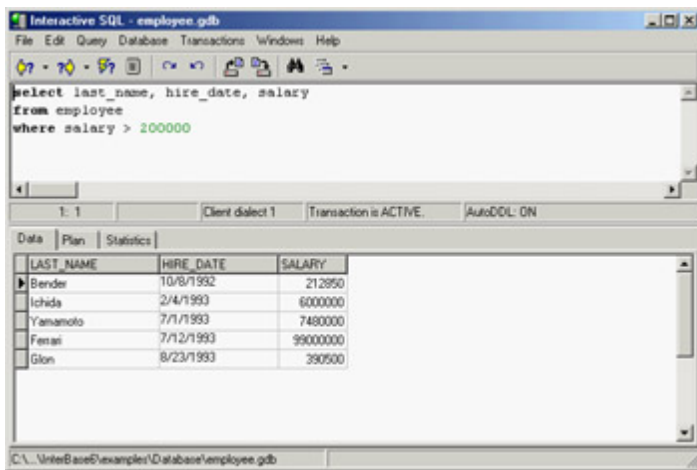 Interactive SQL - employee.gdb
File Edit Query Database Transactions Windows Help
select last_name, hire_date, salary
from employee
where salary > 200000
1: 1 Client dialect 1 Transaction is ACTIVE. AutoDDL: ON
Data Plan Statistics
LAST_NAME HIRE_DATE SALARY
Bender 10/8/1992 212850
Ichida 2/4/1993 6000000
Yamamoto 7/1/1993 7480000
Ferrari 7/12/1993 99000000
Glon 8/23/1993 390500
C:\...\InterBase6\examples\Database\employee.gdb